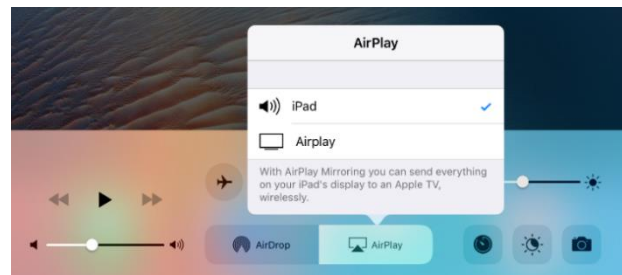 AirPlay
iPad
Airplay
With AirPlay Mirroring you can send everything
on your iPad's display to an Apple TV,
wirelessly.
AirDrop
AirPlay